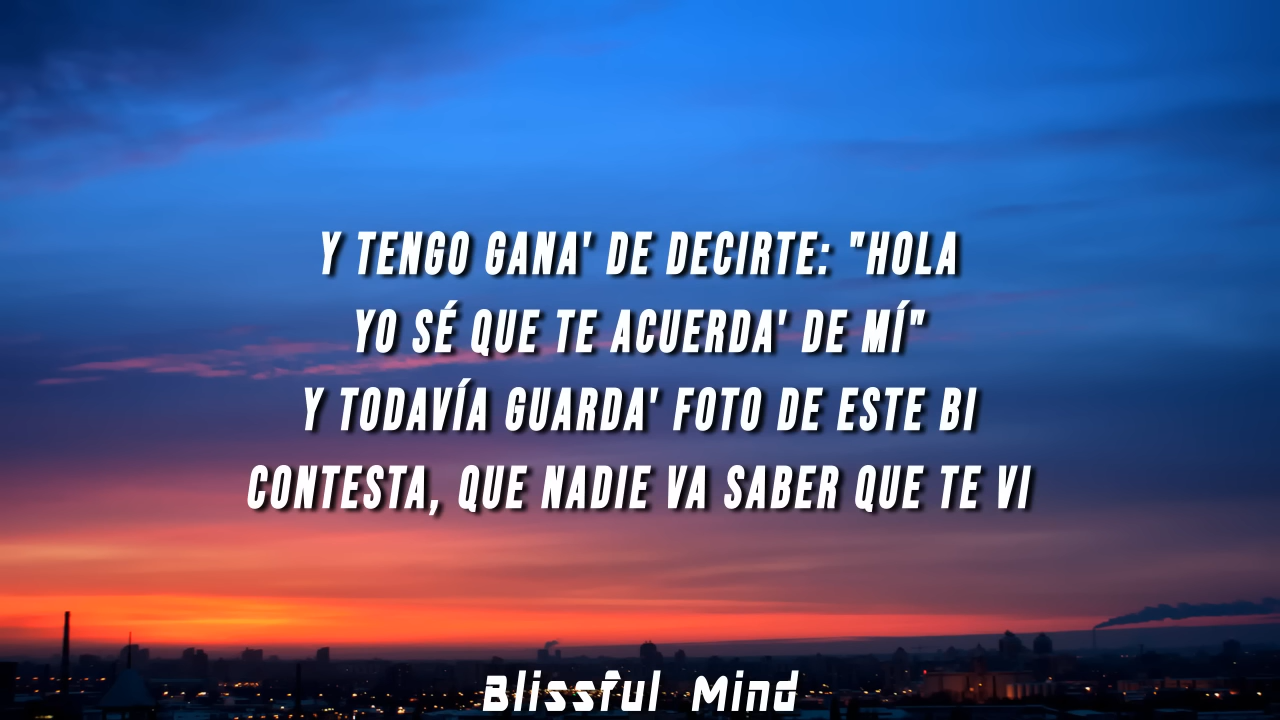 Y TENGO GANA' DE DECIRTE: "HOLA
YO SÉ QUE TE ACUERDA' DE MÍ"
Y TODAVÍA GUARDA' FOTO DE ESTE BI
CONTESTA, QUE NADIE VA SABER QUE TE VI
Blissful Mind